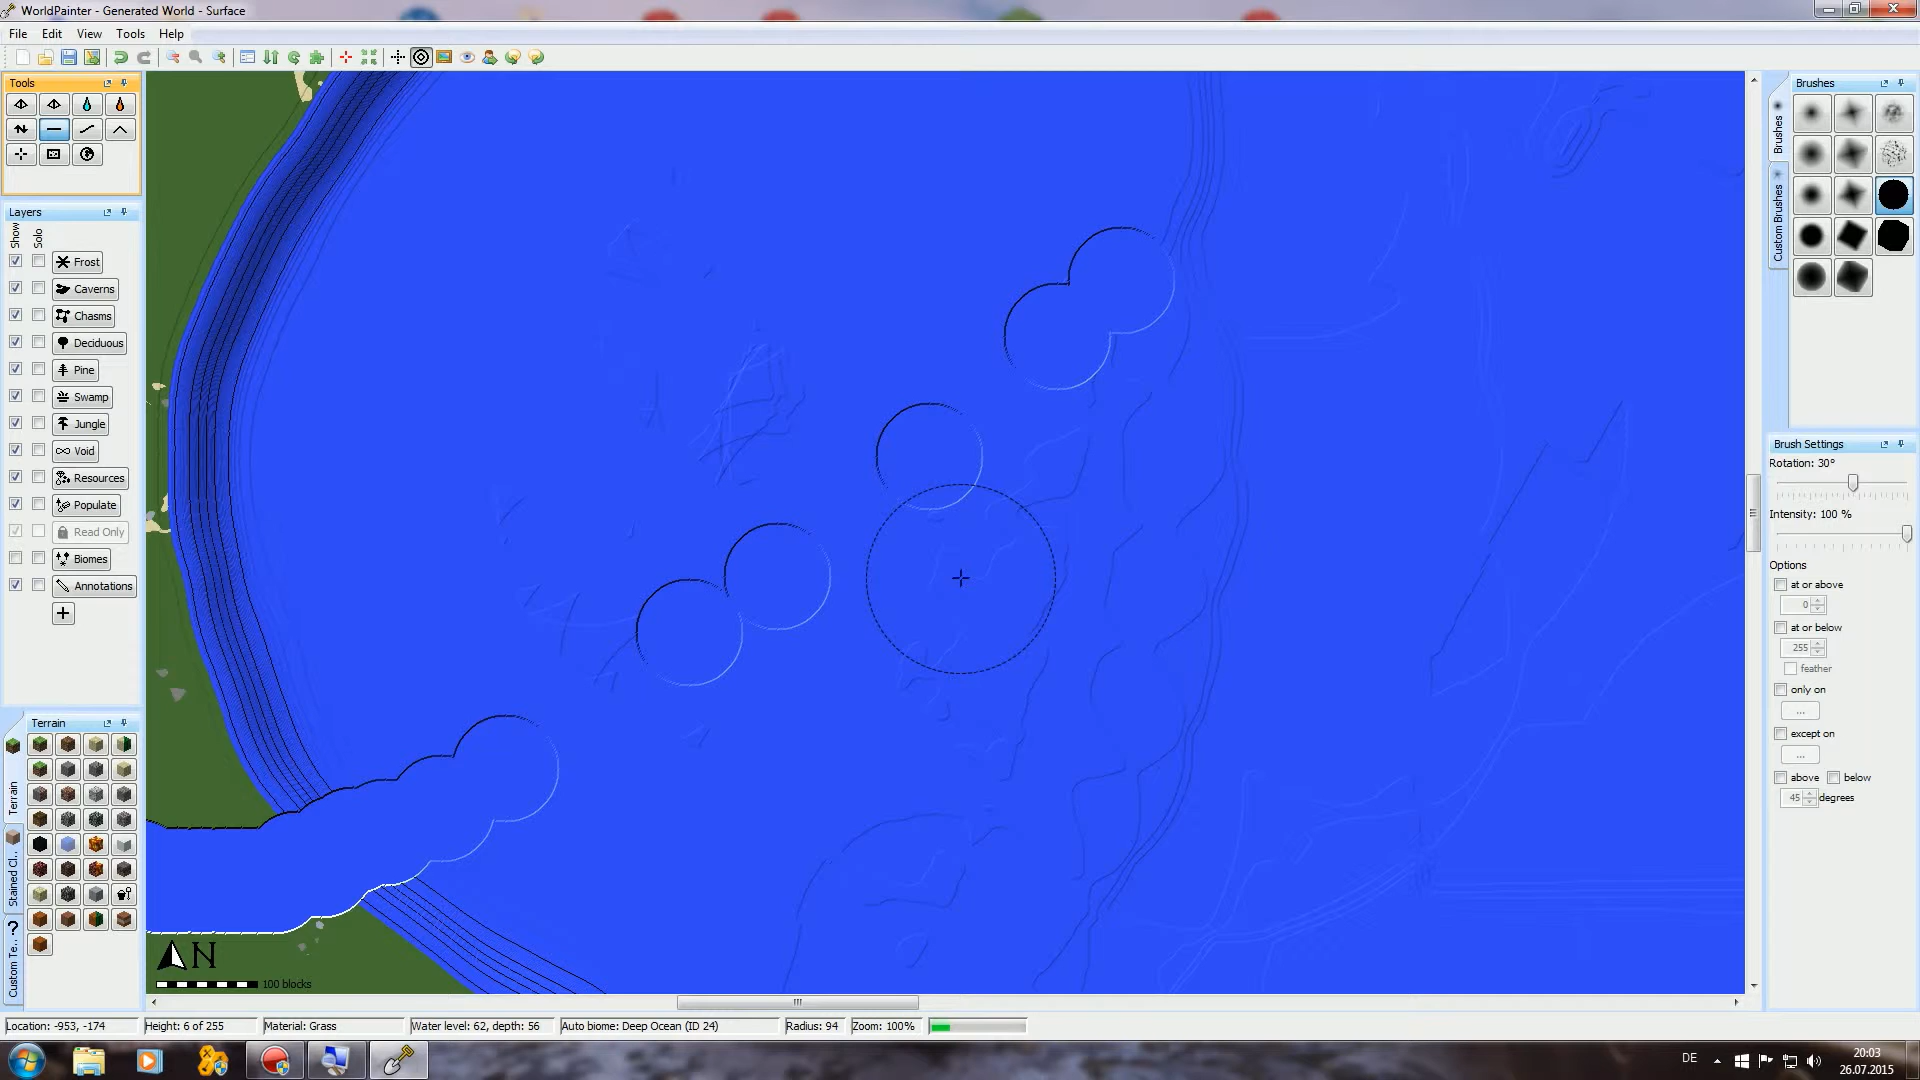 WorldPainter - Generated World - Surface
File Edit View Tools Help
Tools
Brushes
Brushes
Custom Brushes
Layers
Show
Solo
Frost
Caverns
Chasms
Deciduous
Pine
Swamp
Jungle
Void
Resources
Populate
Read Only
Biomes
Annotations
Brush Settings
Rotation: 30°
Intensity: 100 %
Options
at or above
0
at or below
255
feather
only on
...
except on
...
above below
45 degrees
Terrain
Terrain
Stained Cl...
Custom Te...
N
100 blocks
Location: -953, -174 Height: 6 of 255 Material: Grass Water level: 62, depth: 56 Auto biome: Deep Ocean (ID 24) Radius: 94 Zoom: 100%
DE
20:03
26.07.2015